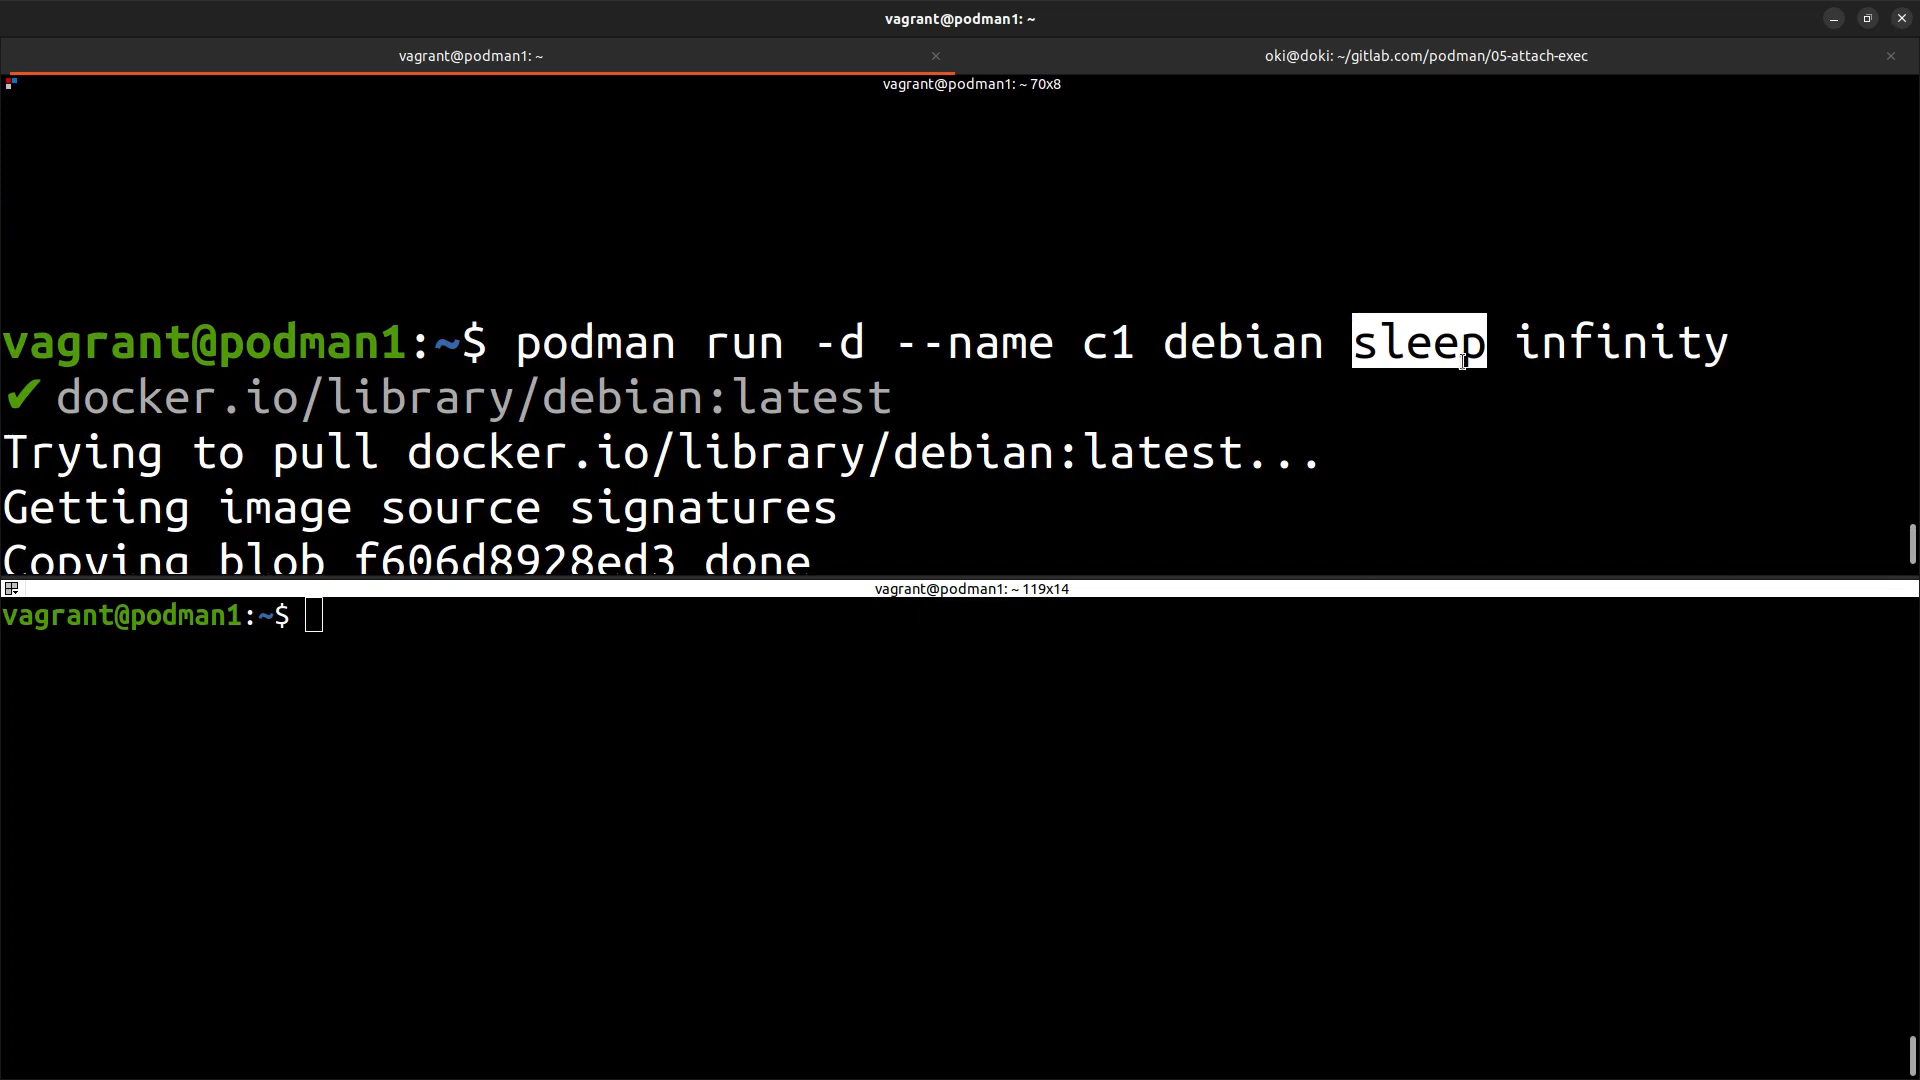 vagrant@podman1: ~
vagrant@podman1: ~
oki@doki: ~/gitlab.com/podman/05-attach-exec
vagrant@podman1: ~ 70x8
vagrant@podman1:~$ podman run -d --name c1 debian sleep infinity
✔ docker.io/library/debian:latest
Trying to pull docker.io/library/debian:latest...
Getting image source signatures
Copying blob f606d8928ed3 done
vagrant@podman1: ~ 119x14
vagrant@podman1:~$